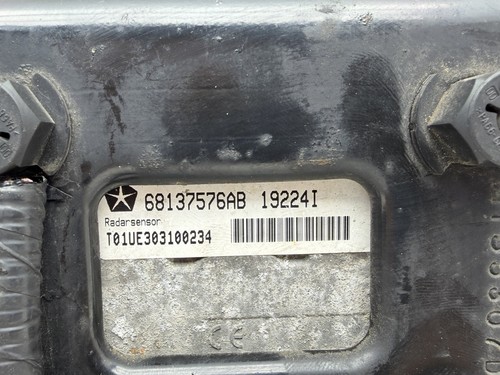 68137576AB 19224I
Radarsensor
T01UE303100234
CE